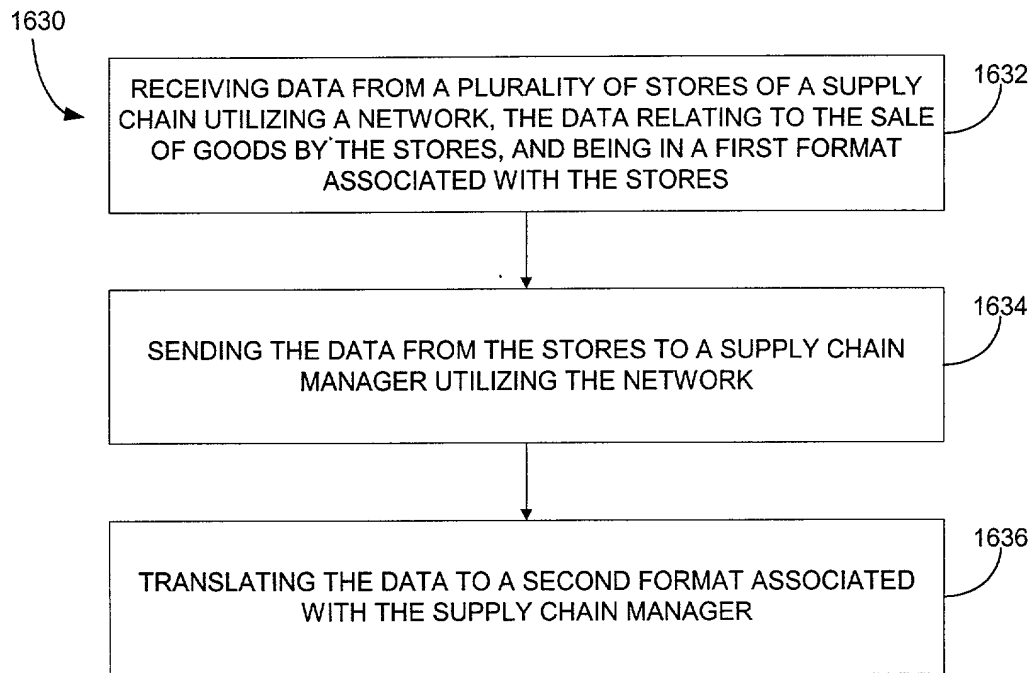 1630
1632
RECEIVING DATA FROM A PLURALITY OF STORES OF A SUPPLY
CHAIN UTILIZING A NETWORK, THE DATA RELATING TO THE SALE
OF GOODS BY THE STORES, AND BEING IN A FIRST FORMAT
ASSOCIATED WITH THE STORES
1634
SENDING THE DATA FROM THE STORES TO A SUPPLY CHAIN
MANAGER UTILIZING THE NETWORK
1636
TRANSLATING THE DATA TO A SECOND FORMAT ASSOCIATED
WITH THE SUPPLY CHAIN MANAGER